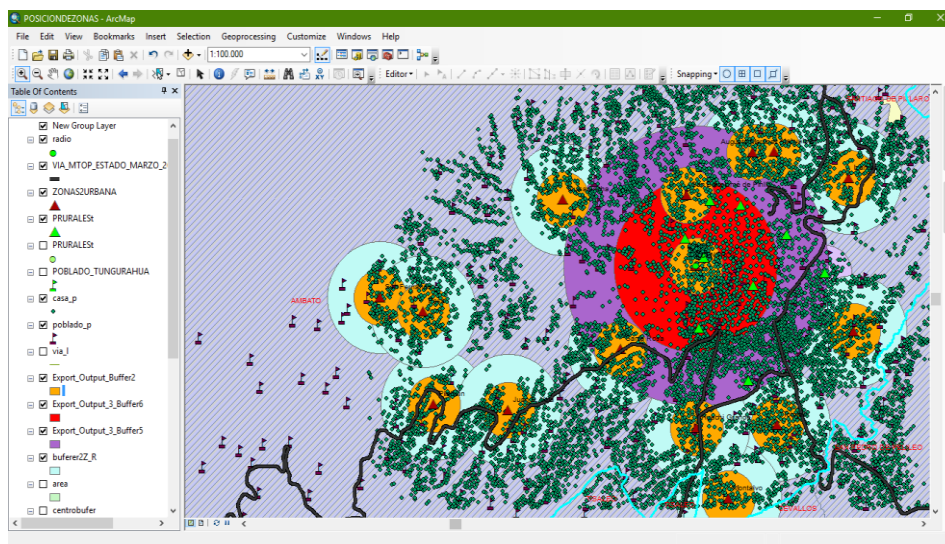 POSICIONDEZONAS - ArcMap
File Edit View Bookmarks Insert Selection Geoprocessing Customize Windows Help
1:100.000
Editor
Snapping
Table Of Contents
New Group Layer
radio
VIA_MTOP_ESTADO_MARZO_2
ZONAS2URBANA
PRURALESt
PRURALESt
POBLADO_TUNGURAHUA
casa_p
poblado_p
via_l
Export_Output_Buffer2
Export_Output_3_Buffer6
Export_Output_3_Buffer5
buferer2Z_R
area
centrobufer
AMBATO